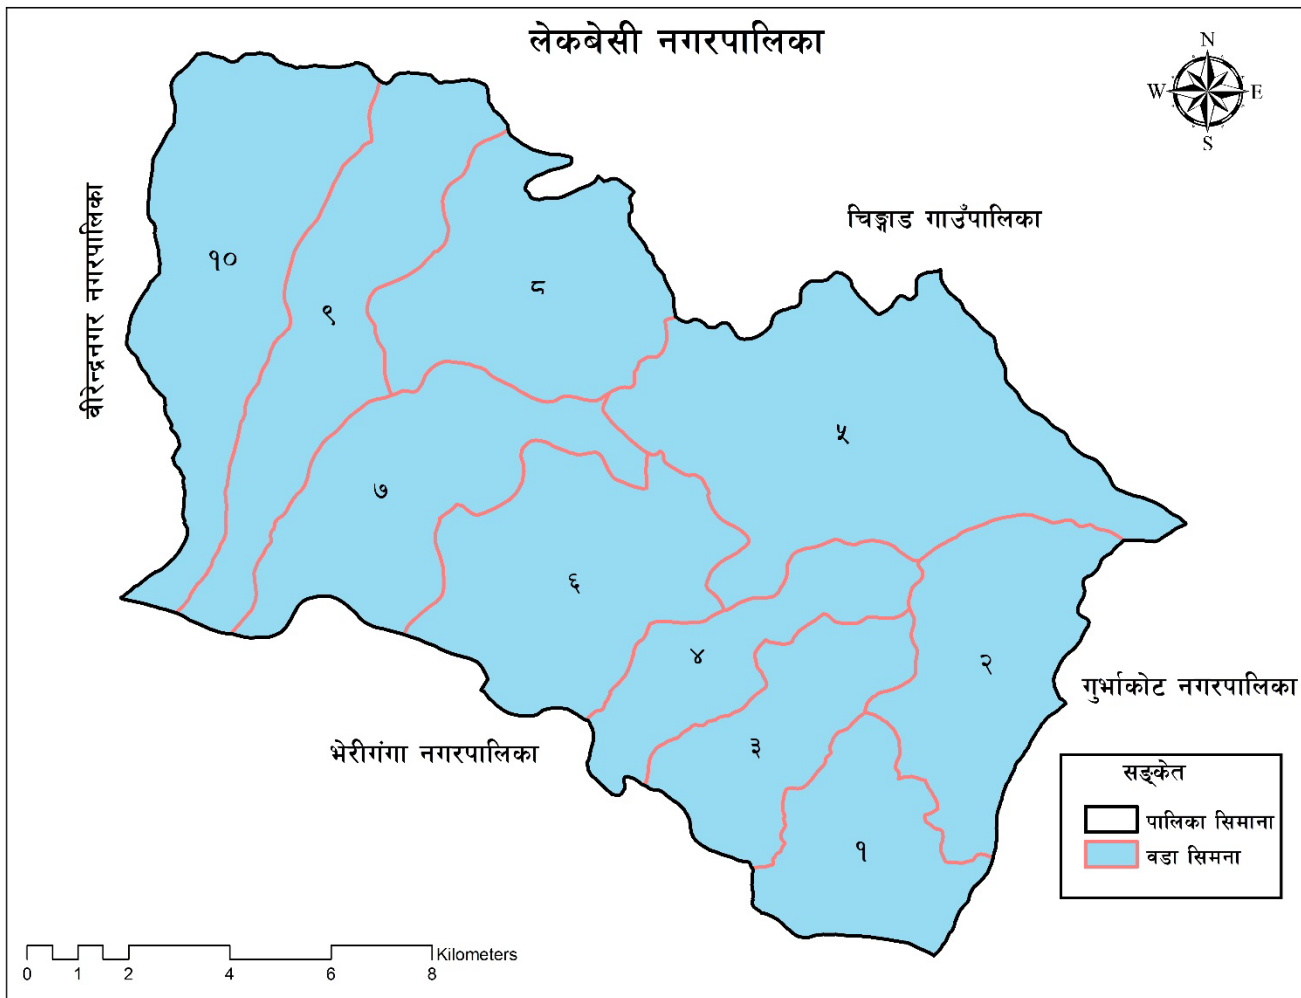 लेकबेसी नगरपालिका
N
W E
S
बीरेन्द्रनगर नगरपालिका
चिङ्गाड गाउँपालिका
१०
९
८
५
७
६
४
२
गुर्भाकोट नगरपालिका
भेरीगंगा नगरपालिका
३
१
सङ्केत
पालिका सिमाना
वडा सिमना
Kilometers
0 1 2 4 6 8